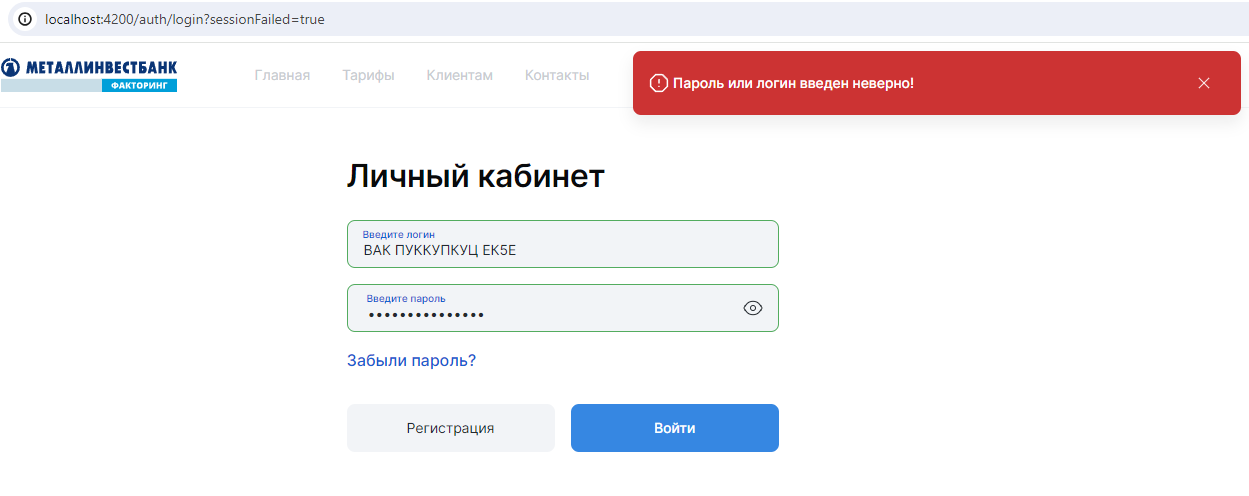 localhost:4200/auth/login?sessionFailed=true
МЕТАЛЛИНВЕСТБАНК
ФАКТОРИНГ
Главная Тарифы Клиентам Контакты
Пароль или логин введен неверно!
Личный кабинет
Введите логин
ВАК ПУККУПКУЦ ЕК5Е
Введите пароль
•••••••••••••••
Забыли пароль?
Регистрация Войти